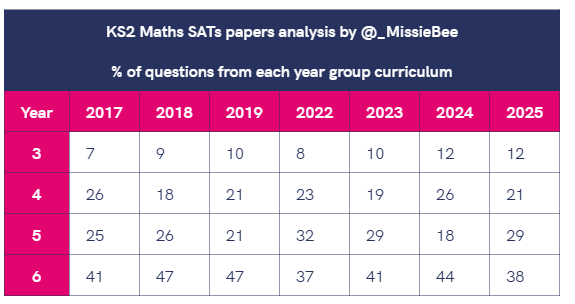 KS2 Maths SATs papers analysis by @_MissieBee
% of questions from each year group curriculum
Year 2017 2018 2019 2022 2023 2024 2025
3 7 9 10 8 10 12 12
4 26 18 21 23 19 26 21
5 25 26 21 32 29 18 29
6 41 47 47 37 41 44 38